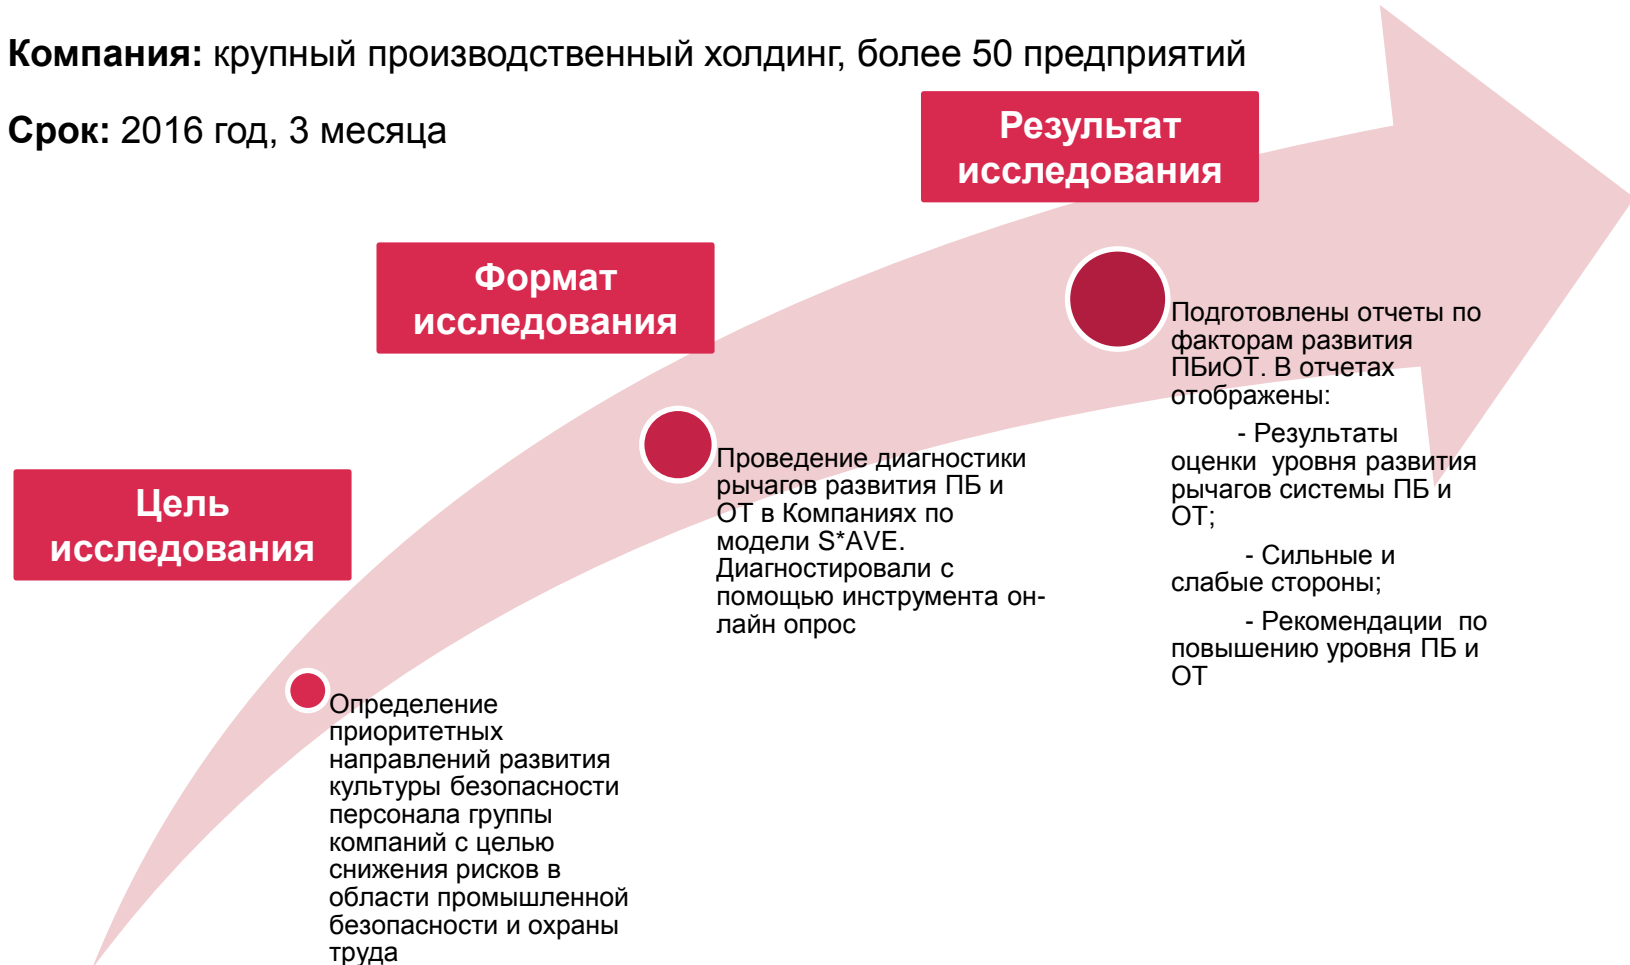 Компания: крупный производственный холдинг, более 50 предприятий
Срок: 2016 год, 3 месяца
Цель
исследования
Определение
приоритетных
направлений развития
культуры безопасности
персонала группы
компаний с целью
снижения рисков в
области промышленной
безопасности и охраны
труда
Формат
исследования
Проведение диагностики
рычагов развития ПБ и
ОТ в Компаниях по
модели S*AVE.
Диагностировали с
помощью инструмента он-
лайн опрос
Результат
исследования
Подготовлены отчеты по
факторам развития
ПБиОТ. В отчетах
отображены:
- Результаты
оценки уровня развития
рычагов системы ПБ и
ОТ;
- Сильные и
слабые стороны;
- Рекомендации по
повышению уровня ПБ и
ОТ